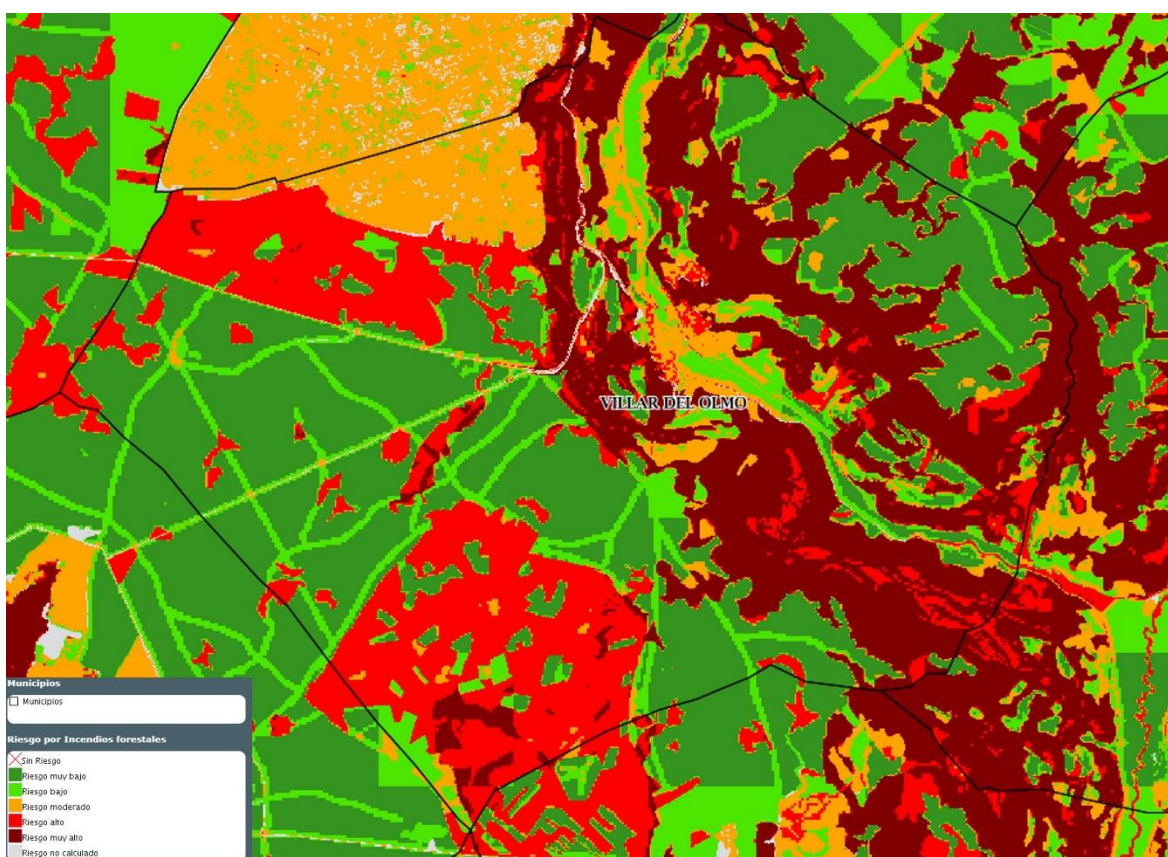 VILLAR DEL OLMO
Municipios
Municipios
Riesgo por Incendios forestales
Sin Riesgo
Riesgo muy bajo
Riesgo bajo
Riesgo moderado
Riesgo alto
Riesgo muy alto
Riesgo no calculado